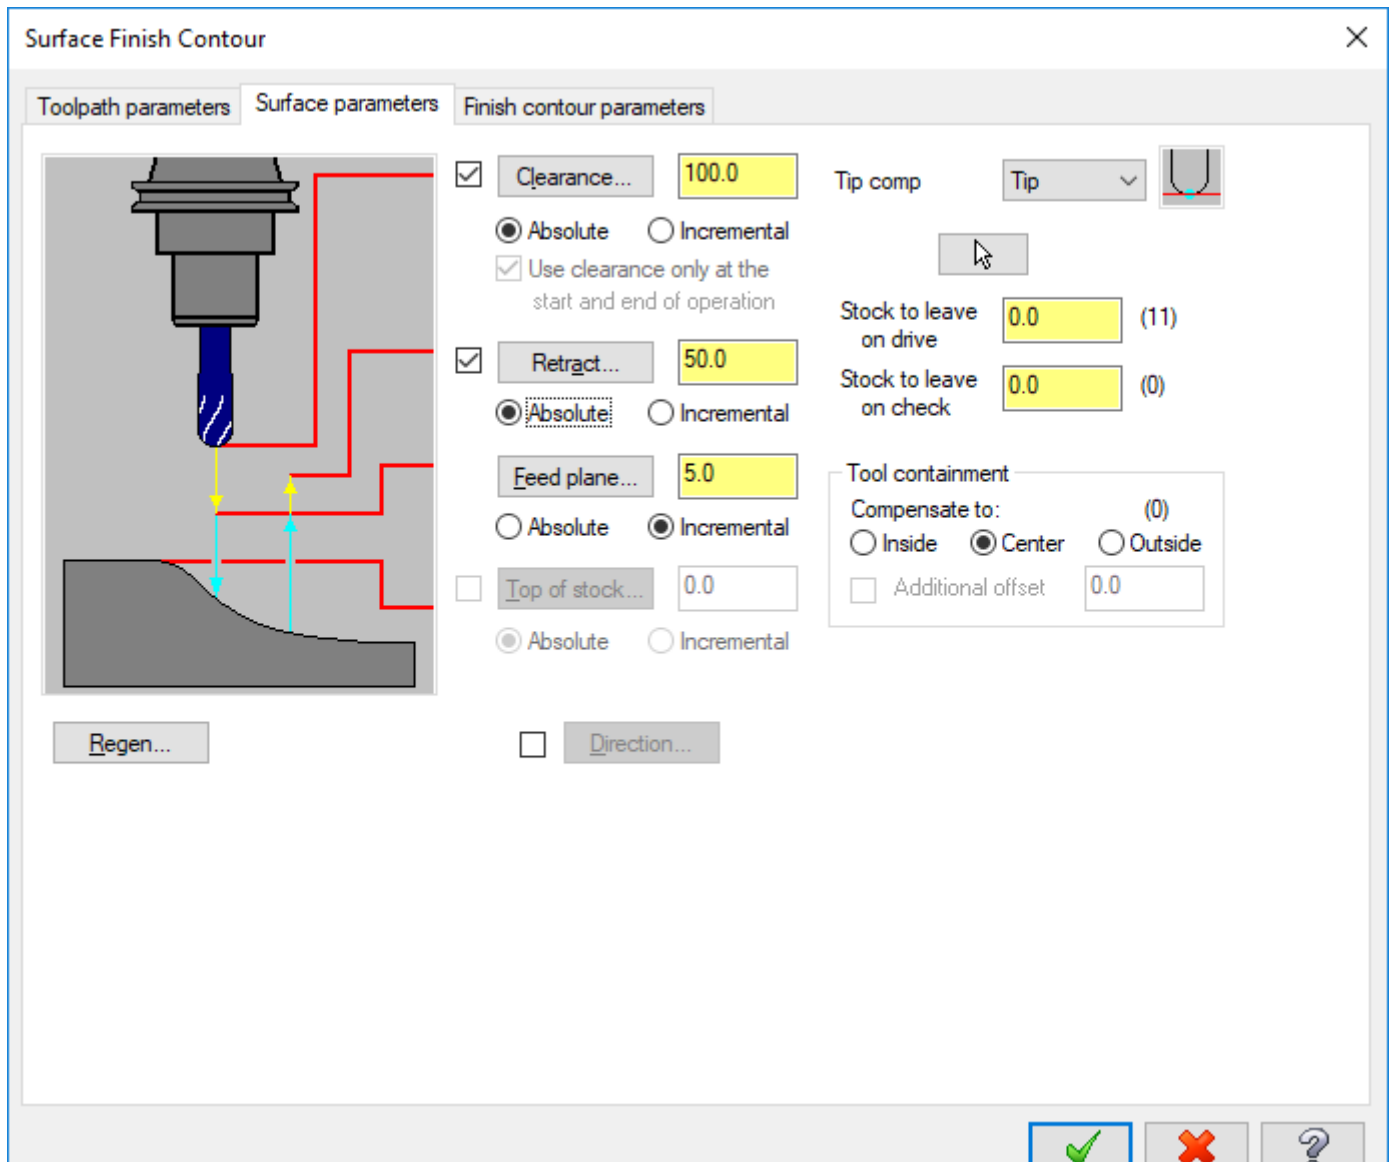 Surface Finish Contour
Toolpath parameters
Surface parameters
Finish contour parameters
Clearance...
100.0
Absolute
Incremental
Use clearance only at the
start and end of operation
Retract...
50.0
Absolute
Incremental
Feed plane...
5.0
Absolute
Incremental
Top of stock...
0.0
Absolute
Incremental
Tip comp
Tip
Stock to leave
on drive
0.0
(11)
Stock to leave
on check
0.0
(0)
Tool containment
Compensate to:
(0)
Inside
Center
Outside
Additional offset
0.0
Regen...
Direction...